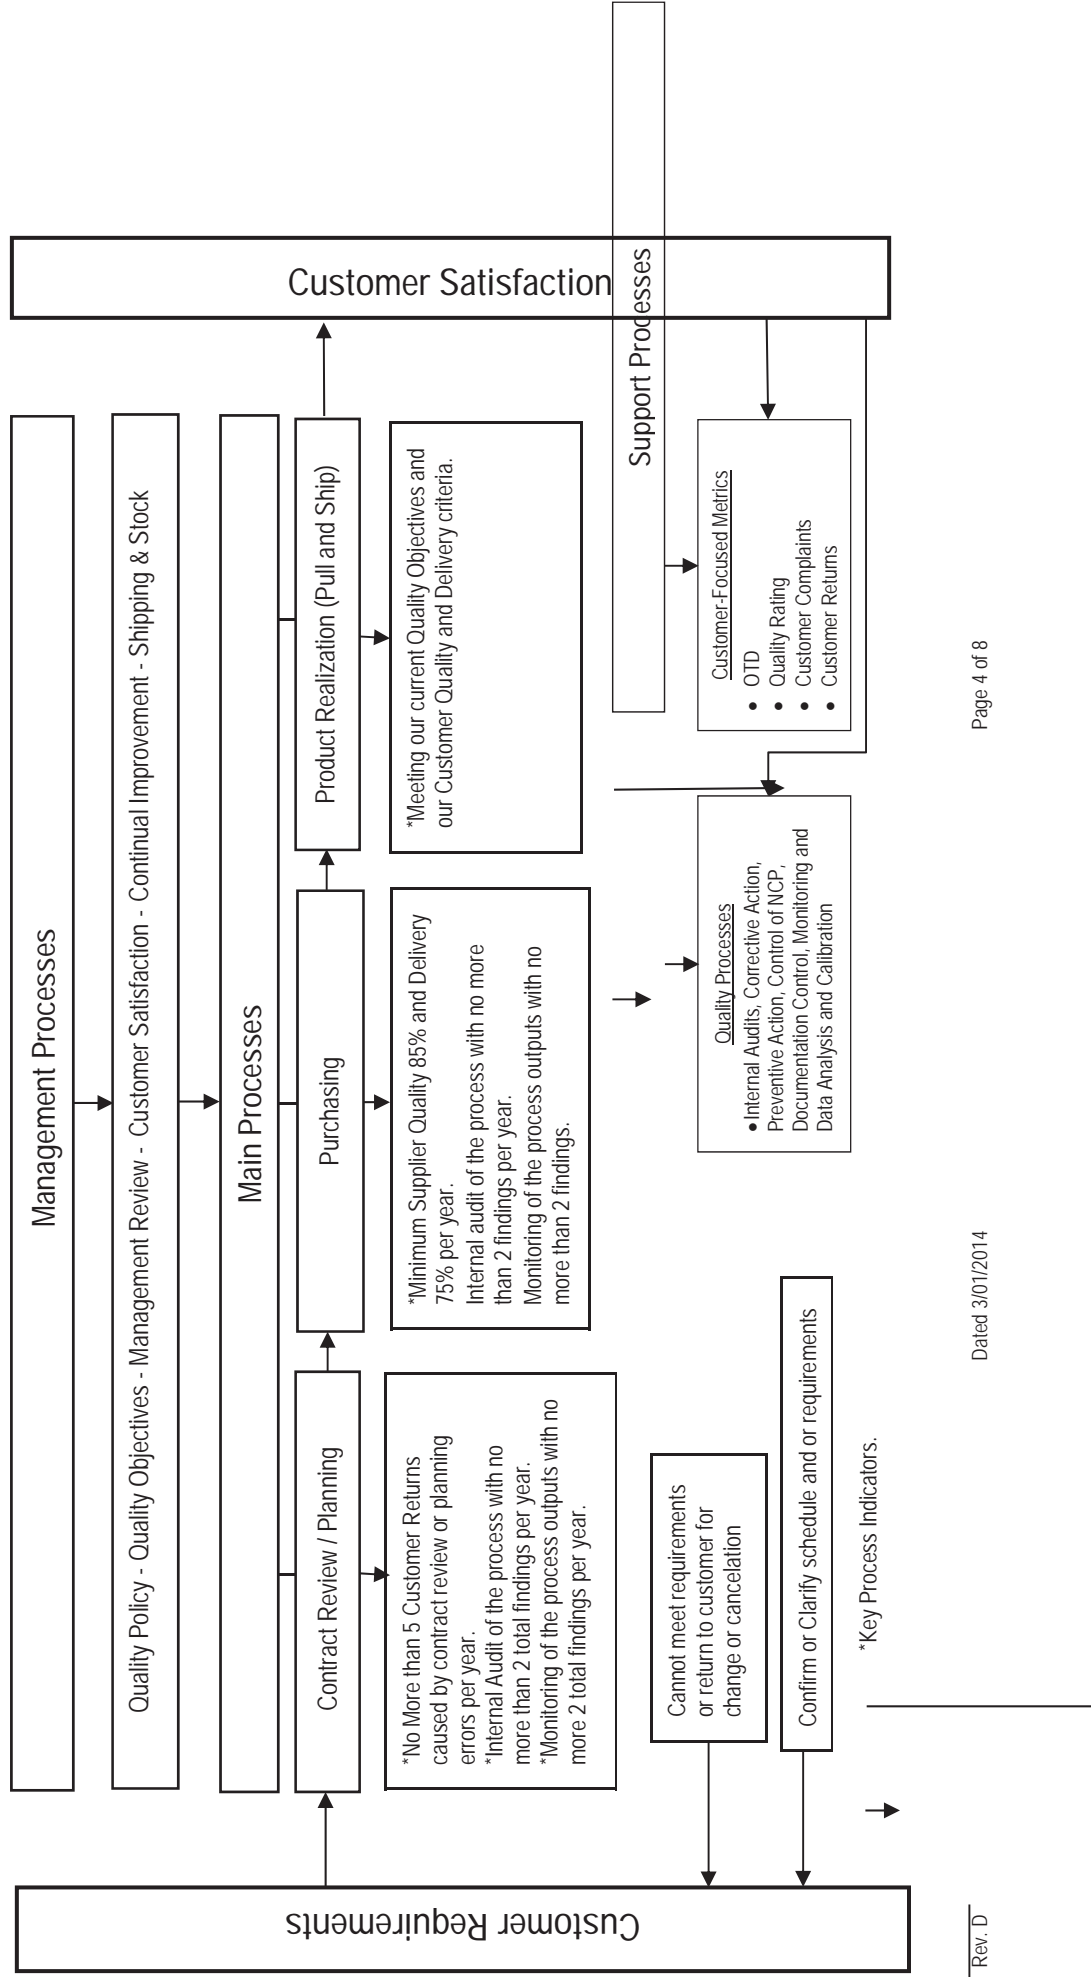 Management Processes
Quality Policy - Quality Objectives - Management Review - Customer Satisfaction - Continual Improvement - Shipping & Stock
Main Processes
Customer Requirements
Contract Review / Planning
Purchasing
Product Realization (Pull and Ship)
Customer Satisfaction
*No More than 5 Customer Returns
caused by contract review or planning
errors per year.
*Internal Audit of the process with no
more than 2 total findings per year.
*Monitoring of the process outputs with no
more 2 total findings per year.
*Minimum Supplier Quality 85% and Delivery
75% per year.
Internal audit of the process with no more
than 2 findings per year.
Monitoring of the process outputs with no
more than 2 findings.
*Meeting our current Quality Objectives and
our Customer Quality and Delivery criteria.
Support Processes
Cannot meet requirements
or return to customer for
change or cancelation
Confirm or Clarify schedule and or requirements
Quality Processes
• Internal Audits, Corrective Action,
Preventive Action, Control of NCP,
Documentation Control, Monitoring and
Data Analysis and Calibration
Customer-Focused Metrics
• OTD
• Quality Rating
• Customer Complaints
• Customer Returns
*Key Process Indicators.
Rev. D
Dated 3/01/2014
Page 4 of 8